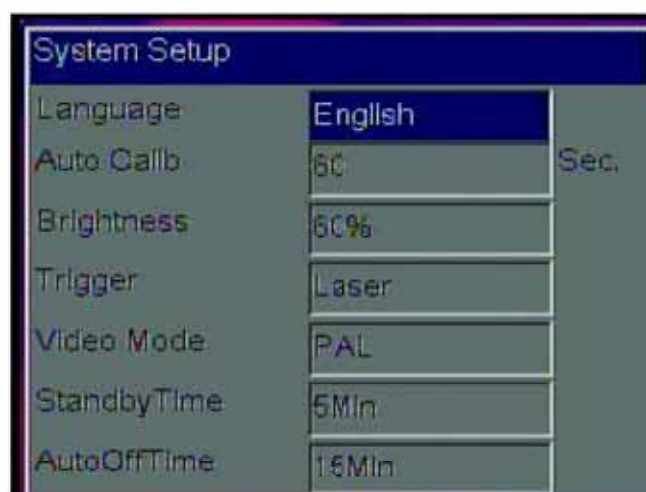 System Setup
Language English
Auto Calib 60 Sec.
Brightness 60%
Trigger Laser
Video Mode PAL
StandbyTime 5Min
AutoOffTime 15Min